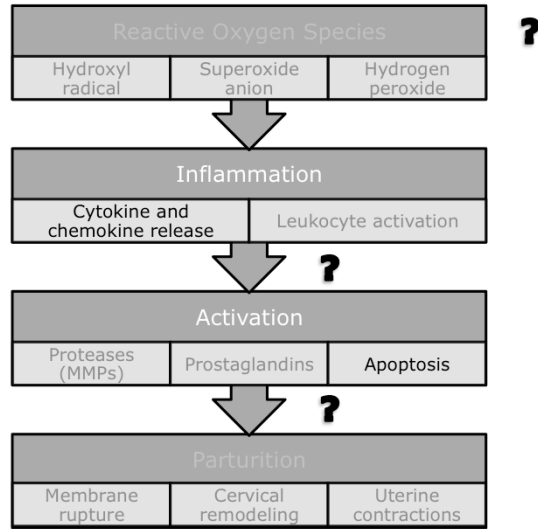 Reactive Oxygen Species
?
Hydroxyl radical
Superoxide anion
Hydrogen peroxide
Inflammation
Cytokine and chemokine release
Leukocyte activation
?
Activation
Proteases (MMPs)
Prostaglandins
Apoptosis
?
Parturition
Membrane rupture
Cervical remodeling
Uterine contractions